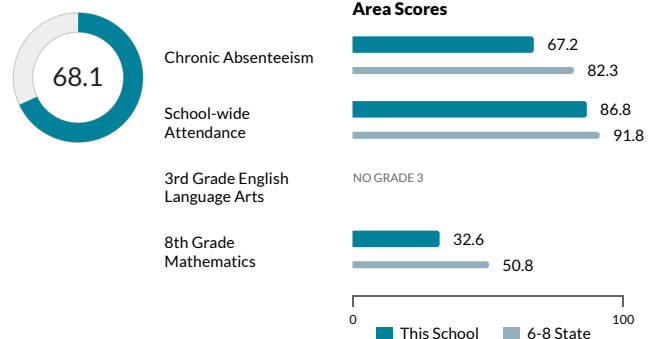 Area Scores
68.1
Chronic Absenteeism
67.2
82.3
School-wide
Attendance
86.8
91.8
3rd Grade English
Language Arts
NO GRADE 3
8th Grade
Mathematics
32.6
50.8
0
100
This School
6-8 State